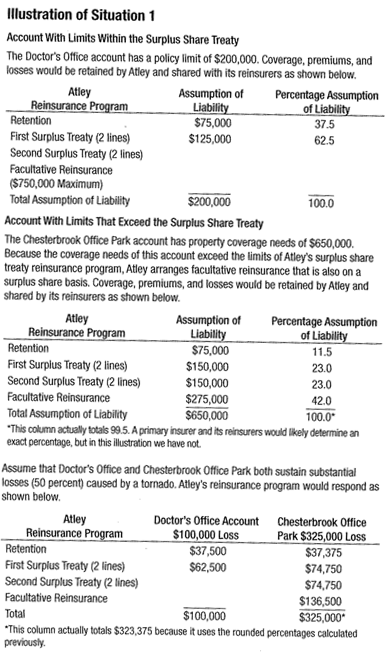 Illustration of Situation 1
Account With Limits Within the Surplus Share Treaty
The Doctor's Office account has a policy limit of $200,000. Coverage, premiums, and
losses would be retained by Atley and shared with its reinsurers as shown below.
Atley Assumption of Percentage Assumption
Reinsurance Program Liability of Liability
Retention $75,000 37.5
First Surplus Treaty (2 lines) $125,000 62.5
Second Surplus Treaty (2 lines)
Facultative Reinsurance
($750,000 Maximum)
Total Assumption of Liability $200,000 100.0
Account With Limits That Exceed the Surplus Share Treaty
The Chesterbrook Office Park account has property coverage needs of $650,000.
Because the coverage needs of this account exceed the limits of Atley's surplus share
treaty reinsurance program, Atley arranges facultative reinsurance that is also on a
surplus share basis. Coverage, premiums, and losses would be retained by Atley and
shared by its reinsurers as shown below.
Atley Assumption of Percentage Assumption
Reinsurance Program Liability of Liability
Retention $75,000 11.5
First Surplus Treaty (2 lines) $150,000 23.0
Second Surplus Treaty (2 lines) $150,000 23.0
Facultative Reinsurance $275,000 42.0
Total Assumption of Liability $650,000 100.0*
*This column actually totals 99.5. A primary insurer and its reinsurers would likely determine an
exact percentage, but in this illustration we have not.
Assume that Doctor's Office and Chesterbrook Office Park both sustain substantial
losses (50 percent) caused by a tornado. Atley's reinsurance program would respond as
shown below.
Atley Doctor's Office Account Chesterbrook Office
Reinsurance Program $100,000 Loss Park $325,000 Loss
Retention $37,500 $37,375
First Surplus Treaty (2 lines) $62,500 $74,750
Second Surplus Treaty (2 lines) $74,750
Facultative Reinsurance $136,500
Total $100,000 $325,000*
*This column actually totals $323,375 because it uses the rounded percentages calculated
previously.